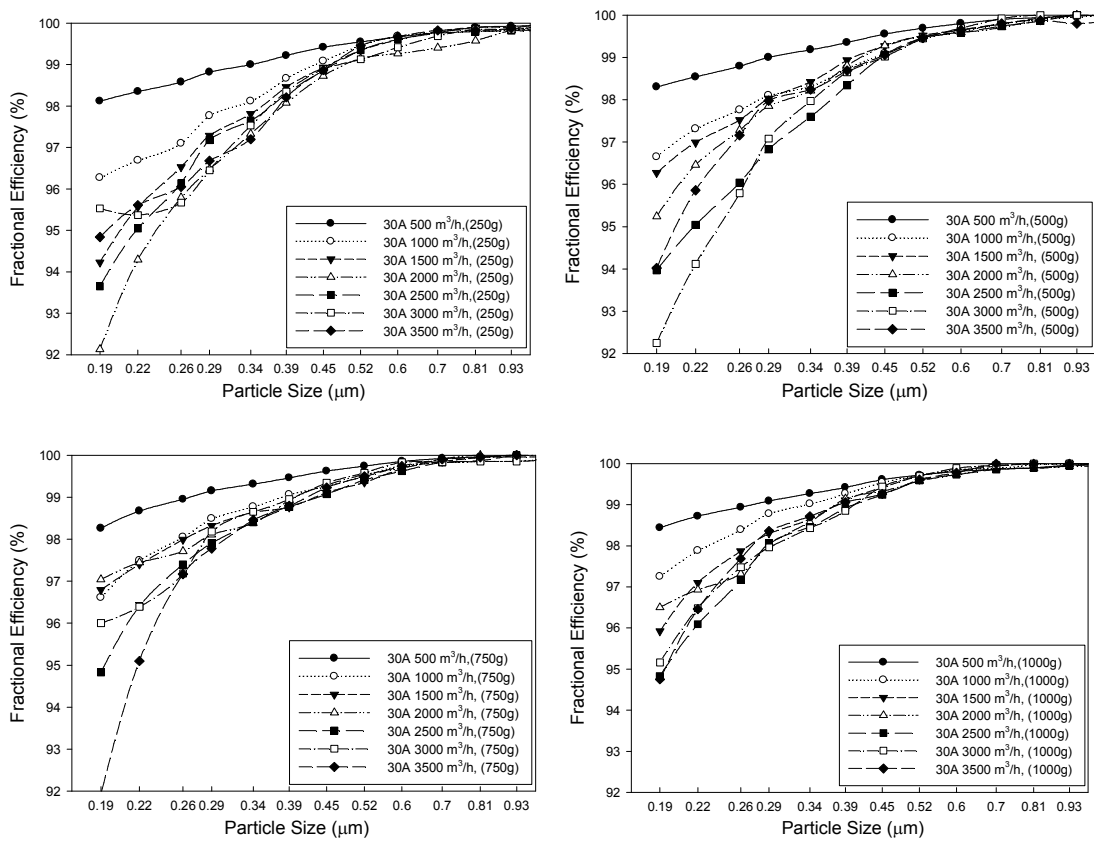 Fractional Efficiency (%)
100
99
98
97
96
95
94
93
92
30A 500 m³/h,(250g)
30A 1000 m³/h,(250g)
30A 1500 m³/h, (250g)
30A 2000 m³/h, (250g)
30A 2500 m³/h, (250g)
30A 3000 m³/h, (250g)
30A 3500 m³/h, (250g)
0.19 0.22 0.26 0.29 0.34 0.39 0.45 0.52 0.6 0.7 0.81 0.93
Particle Size (μm)
Fractional Efficiency (%)
100
99
98
97
96
95
94
93
92
30A 500 m³/h,(500g)
30A 1000 m³/h,(500g)
30A 1500 m³/h, (500g)
30A 2000 m³/h, (500g)
30A 2500 m³/h,(500g)
30A 3000 m³/h, (500g)
30A 3500 m³/h, (500g)
0.19 0.22 0.26 0.29 0.34 0.39 0.45 0.52 0.6 0.7 0.81 0.93
Particle Size (μm)
Fractional Efficiency (%)
100
99
98
97
96
95
94
93
92
30A 500 m³/h,(750g)
30A 1000 m³/h,(750g)
30A 1500 m³/h, (750g)
30A 2000 m³/h, (750g)
30A 2500 m³/h, (750g)
30A 3000 m³/h, (750g)
30A 3500 m³/h, (750g)
0.19 0.22 0.26 0.29 0.34 0.39 0.45 0.52 0.6 0.7 0.81 0.93
Particle Size (μm)
Fractional Efficiency (%)
100
99
98
97
96
95
94
93
92
30A 500 m³/h,(1000g)
30A 1000 m³/h,(1000g)
30A 1500 m³/h, (1000g)
30A 2000 m³/h, (1000g)
30A 2500 m³/h,(1000g)
30A 3000 m³/h, (1000g)
30A 3500 m³/h, (1000g)
0.19 0.22 0.26 0.29 0.34 0.39 0.45 0.52 0.6 0.7 0.81 0.93
Particle Size (μm)